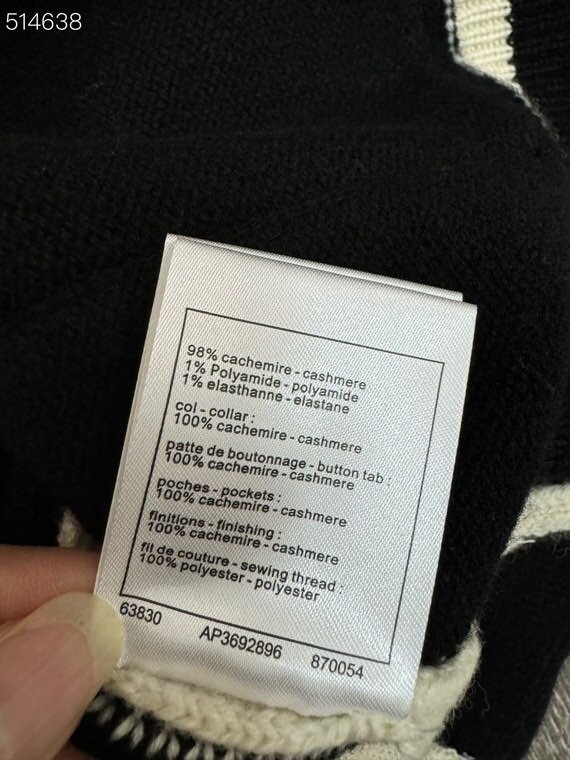 514638
98% cachemire - cashmere
1% Polyamide - polyamide
1% elasthanne - elastane
col - collar :
100% cachemire - cashmere
patte de boutonnage - button tab :
100% cachemire - cashmere
poches - pockets :
100% cachemire - cashmere
finitions - finishing :
100% cachemire - cashmere
fil de couture - sewing thread :
100% polyester - polyester
63830 AP3692896 870054